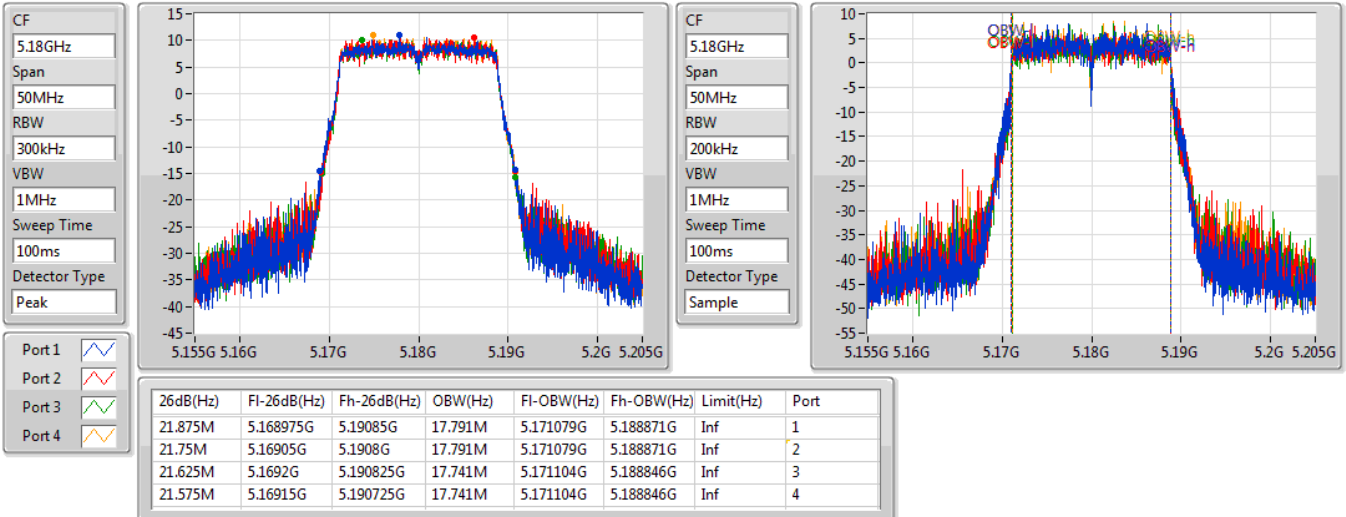 CF
5.18GHz
Span
50MHz
RBW
300kHz
VBW
1MHz
Sweep Time
100ms
Detector Type
Peak
15
10
5
0
-5
-10
-15
-20
-25
-30
-35
-40
-45
5.155G 5.16G 5.17G 5.18G 5.19G 5.2G 5.205G
CF
5.18GHz
Span
50MHz
RBW
200kHz
VBW
1MHz
Sweep Time
100ms
Detector Type
Sample
10
5
0
-5
-10
-15
-20
-25
-30
-35
-40
-45
-50
-55
5.155G 5.16G 5.17G 5.18G 5.19G 5.2G 5.205G
Port 1
Port 2
Port 3
Port 4
26dB(Hz) Fl-26dB(Hz) Fh-26dB(Hz) OBW(Hz) Fl-OBW(Hz) Fh-OBW(Hz) Limit(Hz) Port
21.875M 5.168975G 5.19085G 17.791M 5.171079G 5.188871G Inf 1
21.75M 5.16905G 5.1908G 17.791M 5.171079G 5.188871G Inf 2
21.625M 5.1692G 5.190825G 17.741M 5.171104G 5.188846G Inf 3
21.575M 5.16915G 5.190725G 17.741M 5.171104G 5.188846G Inf 4